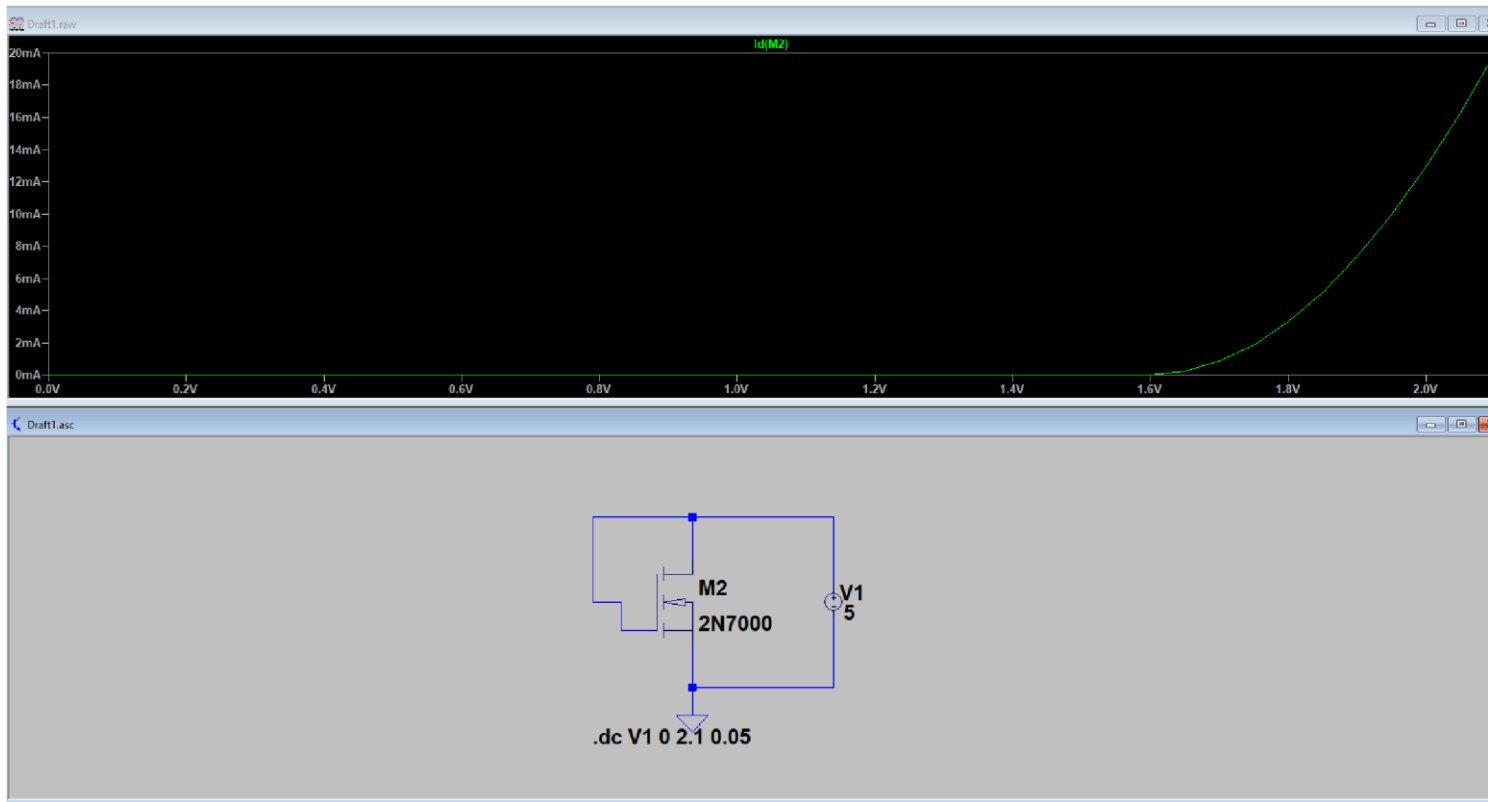 Draft1.raw
Id(M2)
20mA
18mA
16mA
14mA
12mA
10mA
8mA
6mA
4mA
2mA
0mA
0.0V 0.2V 0.4V 0.6V 0.8V 1.0V 1.2V 1.4V 1.6V 1.8V 2.0V
Draft1.asc
M2
V1
5
2N7000
.dc V1 0 2.1 0.05